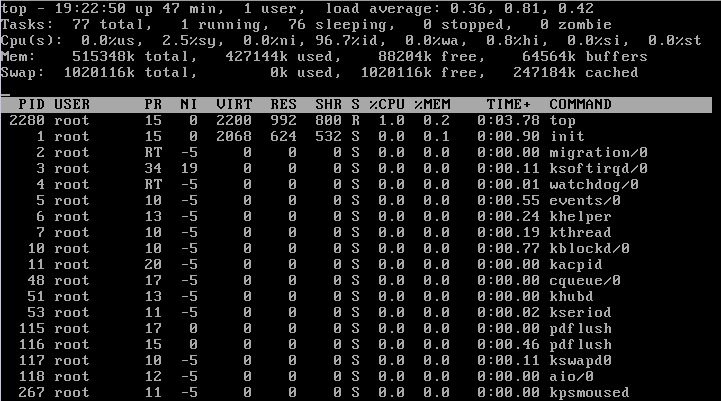 top - 19:22:50 up 47 min,  1 user,  load average: 0.36, 0.81, 0.42
Tasks:  77 total,   1 running,  76 sleeping,   0 stopped,   0 zombie
Cpu(s):  0.0%us,  2.5%sy,  0.0%ni, 96.7%id,  0.0%wa,  0.8%hi,  0.0%si,  0.0%st
Mem:    515348k total,   427144k used,    88204k free,    64564k buffers
Swap:  1020116k total,        0k used,  1020116k free,   247184k cached
  PID USER      PR  NI  VIRT  RES  SHR S %CPU %MEM    TIME+  COMMAND
 2280 root      15   0  2200  992  800 R  1.0  0.2   0:03.78 top
    1 root      15   0  2068  624  532 S  0.0  0.1   0:00.90 init
    2 root      RT  -5     0    0    0 S  0.0  0.0   0:00.00 migration/0
    3 root      34  19     0    0    0 S  0.0  0.0   0:00.11 ksoftirqd/0
    4 root      RT  -5     0    0    0 S  0.0  0.0   0:00.01 watchdog/0
    5 root      10  -5     0    0    0 S  0.0  0.0   0:00.55 events/0
    6 root      13  -5     0    0    0 S  0.0  0.0   0:00.24 khelper
    7 root      10  -5     0    0    0 S  0.0  0.0   0:00.19 kthread
   10 root      10  -5     0    0    0 S  0.0  0.0   0:00.77 kblockd/0
   11 root      20  -5     0    0    0 S  0.0  0.0   0:00.00 kacpid
   48 root      17  -5     0    0    0 S  0.0  0.0   0:00.00 cqueue/0
   51 root      13  -5     0    0    0 S  0.0  0.0   0:00.00 khubd
   53 root      11  -5     0    0    0 S  0.0  0.0   0:00.02 kseriod
  115 root      17   0     0    0    0 S  0.0  0.0   0:00.00 pdflush
  116 root      15   0     0    0    0 S  0.0  0.0   0:00.46 pdflush
  117 root      10  -5     0    0    0 S  0.0  0.0   0:00.11 kswapd0
  118 root      12  -5     0    0    0 S  0.0  0.0   0:00.00 aio/0
  267 root      11  -5     0    0    0 S  0.0  0.0   0:00.00 kpsmoused